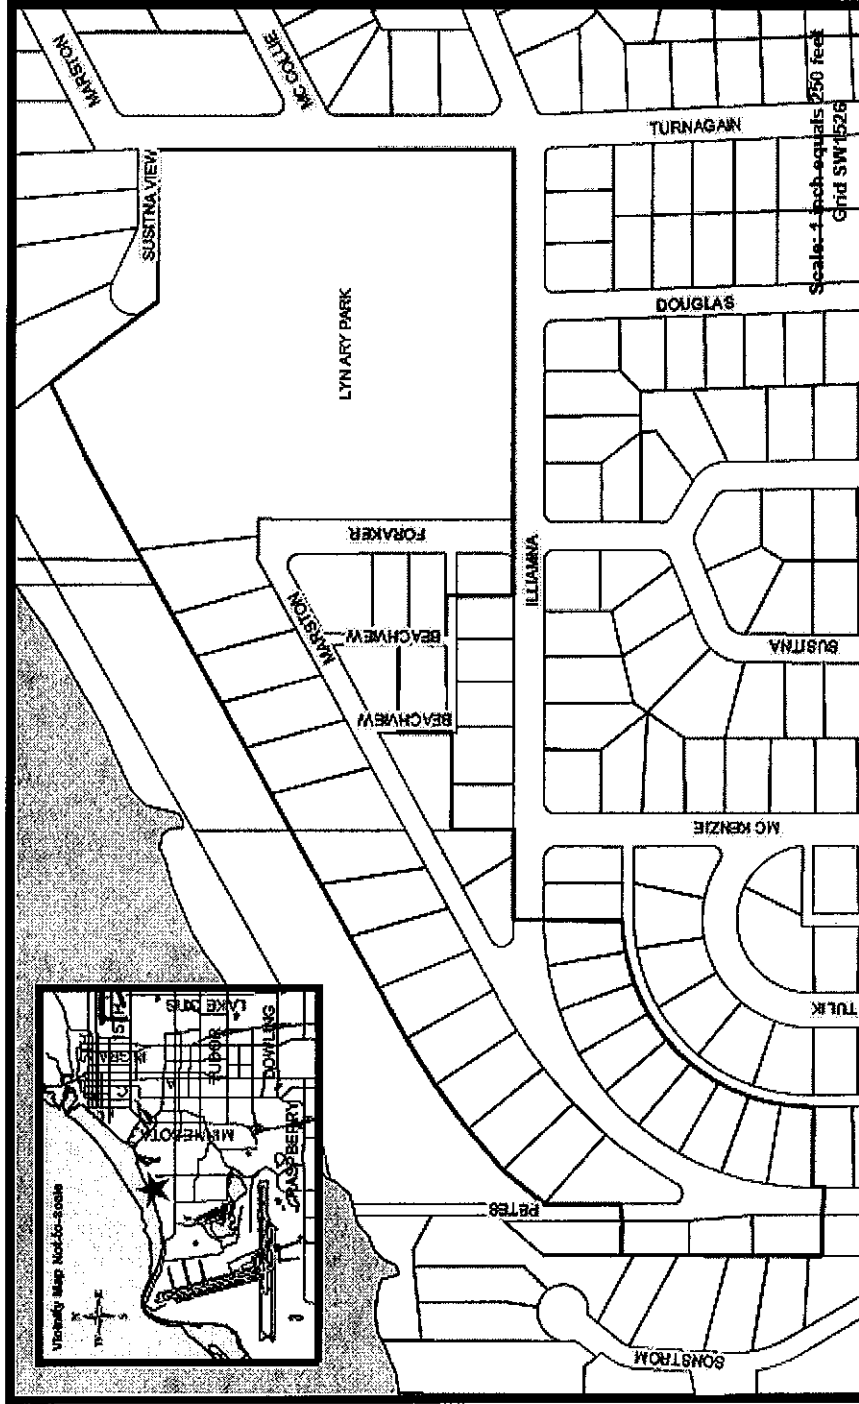 MARSTON
MC COLLIE
SUSITNA VIEW
TURNAGAIN
Scale: 1 inch equals 250 feet
Grid SW1526
LYN ARY PARK
DOUGLAS
FORAKER
ILLIAMNA
MARSTON
BEACHVIEW
BEACHVIEW
SUSITNA
MC KENZIE
TULIK
PETES
SONSTROM
Vicinity Map Not-to-Scale
N
W
E
S
15TH
LAKE OTIS
C
TUDOR
DOWLING
MINNESOTA
RASPBERRY